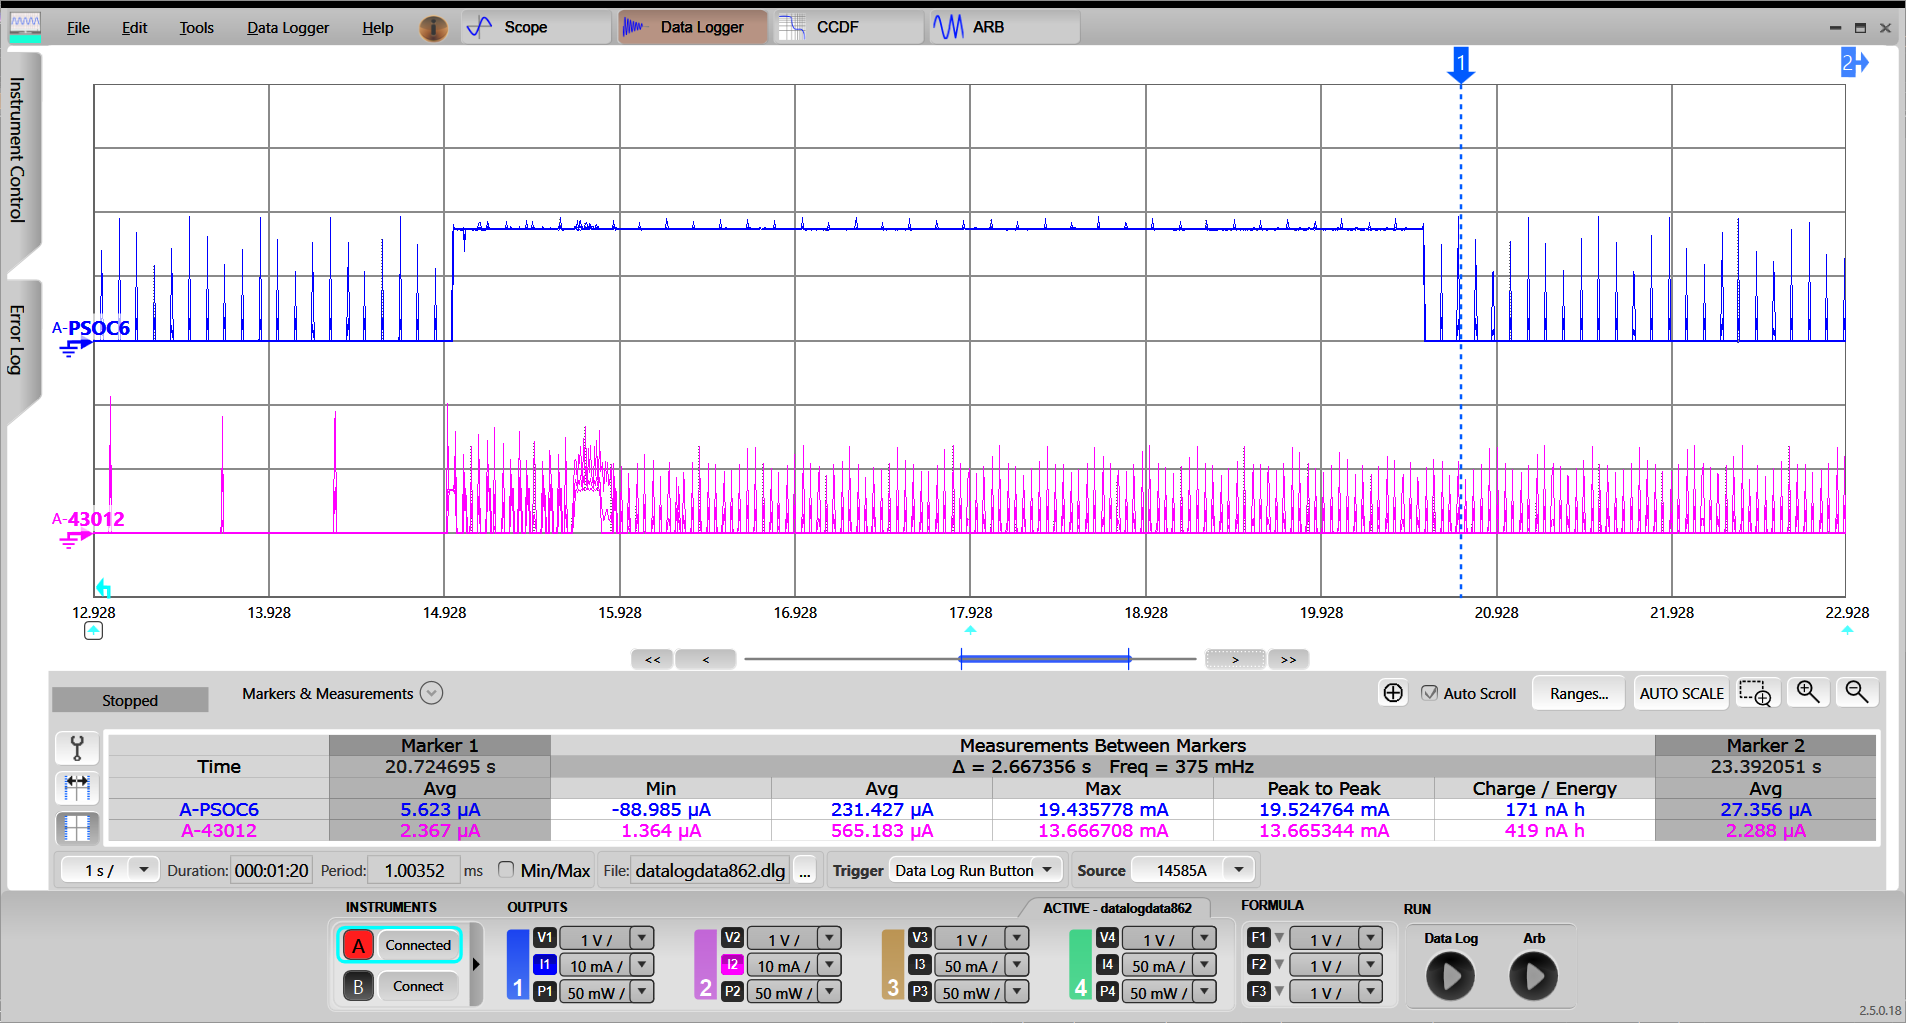 File Edit Tools Data Logger Help i Scope Data Logger CCDF ARB
Instrument Control
Error Log
1
2
A-PSOC6
A-43012
12.928 13.928 14.928 15.928 16.928 17.928 18.928 19.928 20.928 21.928 22.928
<< < > >>
Stopped Markers & Measurements Auto Scroll Ranges... AUTO SCALE
Marker 1 Measurements Between Markers Marker 2
Time 20.724695 s Δ = 2.667356 s Freq = 375 mHz 23.392051 s
Avg Min Avg Max Peak to Peak Charge / Energy Avg
A-PSOC6 5.623 µA -88.985 µA 231.427 µA 19.435778 mA 19.524764 mA 171 nA h 27.356 µA
A-43012 2.367 µA 1.364 µA 565.183 µA 13.666708 mA 13.665344 mA 419 nA h 2.288 µA
1 s / Duration: 000:01:20 Period: 1.00352 ms Min/Max File: datalogdata862.dlg ... Trigger Data Log Run Button Source 14585A
INSTRUMENTS OUTPUTS ACTIVE - datalogdata862 FORMULA RUN
A Connected V1 1 V / V2 1 V / V3 1 V / V4 1 V / F1 1 V / Data Log Arb
I1 10 mA / I2 10 mA / I3 50 mA / I4 50 mA / F2 1 V /
B Connect 1 P1 50 mW / 2 P2 50 mW / 3 P3 50 mW / 4 P4 50 mW / F3 1 V /
2.5.0.18